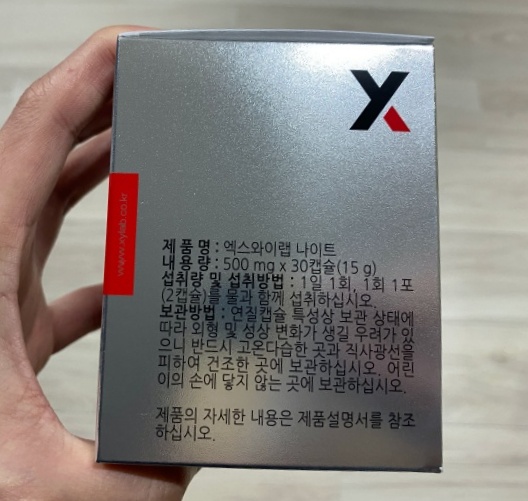 www.xylab.co.kr
제 품 명 : 엑스와이랩 나이트
내 용 량 : 500 mg x 30캡슐(15 g)
섭취량 및 섭취방법 : 1일 1회, 1회 1포
(2캡슐)를 물과 함께 섭취하십시오.
보관방법 : 연질캡슐 특성상 보관 상태에
따라 외형 및 성상 변화가 생길 우려가 있
으니 반드시 고온다습한 곳과 직사광선을
피하여 건조한 곳에 보관하십시오. 어린
이의 손에 닿지 않는 곳에 보관하십시오.
제품의 자세한 내용은 제품설명서를 참조
하십시오.